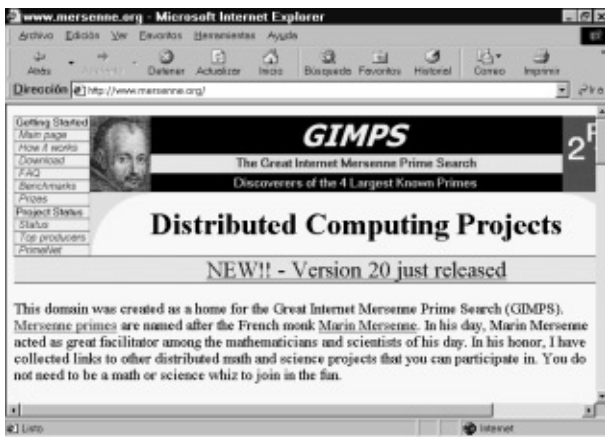 www.mersenne.org - Microsoft Internet Explorer
Archivo Edición Ver Favoritos Herramientas Ayuda
Atrás Detener Actualizar Inicio Búsqueda Favoritos Historial Correo Imprimir
Dirección http://www.mersenne.org/ Ir a
Getting Started
Main page
How it works
Download
FAQ
Benchmarks
Prizes
Project Status
Status
Top producers
PrimeNet
GIMPS
The Great Internet Mersenne Prime Search
Discoverers of the 4 Largest Known Primes
2P
Distributed Computing Projects
NEW!! - Version 20 just released
This domain was created as a home for the Great Internet Mersenne Prime Search (GIMPS).
Mersenne primes are named after the French monk Marin Mersenne. In his day, Marin Mersenne
acted as great facilitator among the mathematicians and scientists of his day. In his honor, I have
collected links to other distributed math and science projects that you can participate in. You do
not need to be a math or science whiz to join in the fun.
Listo Internet